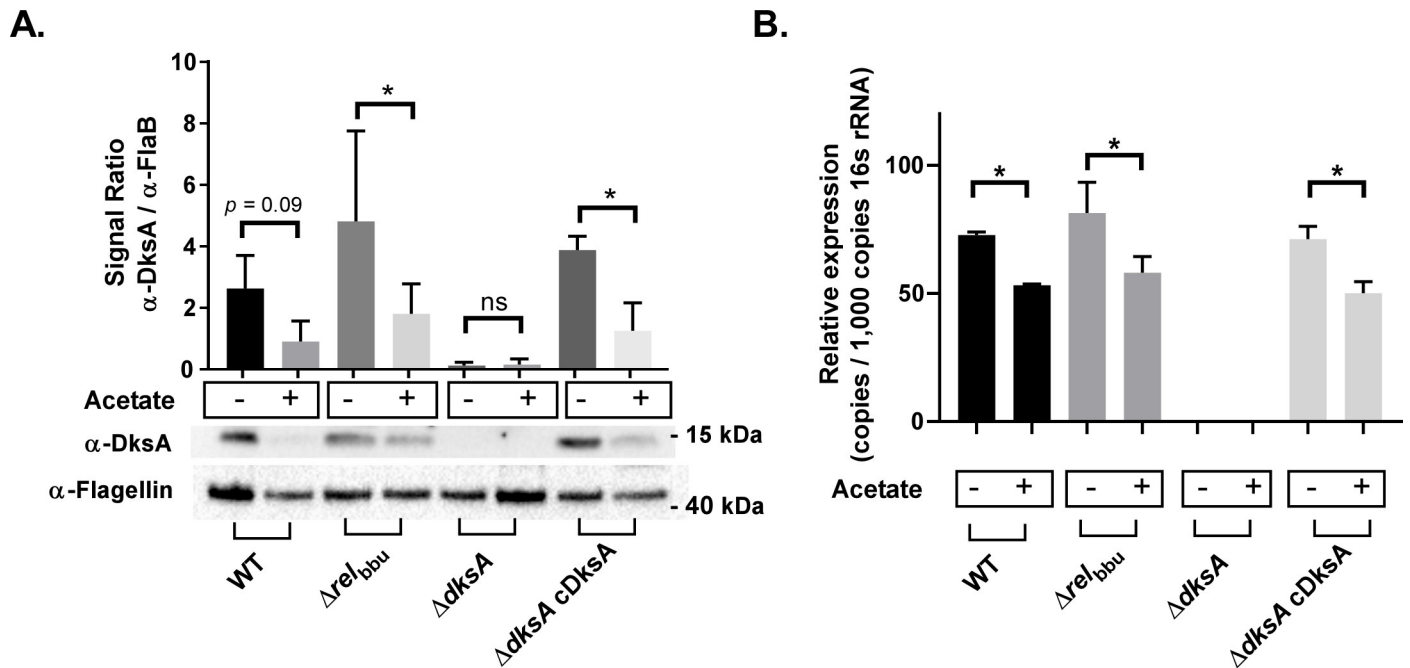 A.
B.
Signal Ratio
α-DksA / α-FlaB
10
8
6
4
2
0
p = 0.09
*
ns
*
Acetate - + - + - + - +
α-DksA
- 15 kDa
α-Flagellin
- 40 kDa
WT
Δrelbbu
ΔdksA
ΔdksA cDksA
Relative expression
(copies / 1,000 copies 16s rRNA)
100
50
0
*
*
*
Acetate - + - + - + - +
WT
Δrelbbu
ΔdksA
ΔdksA cDksA